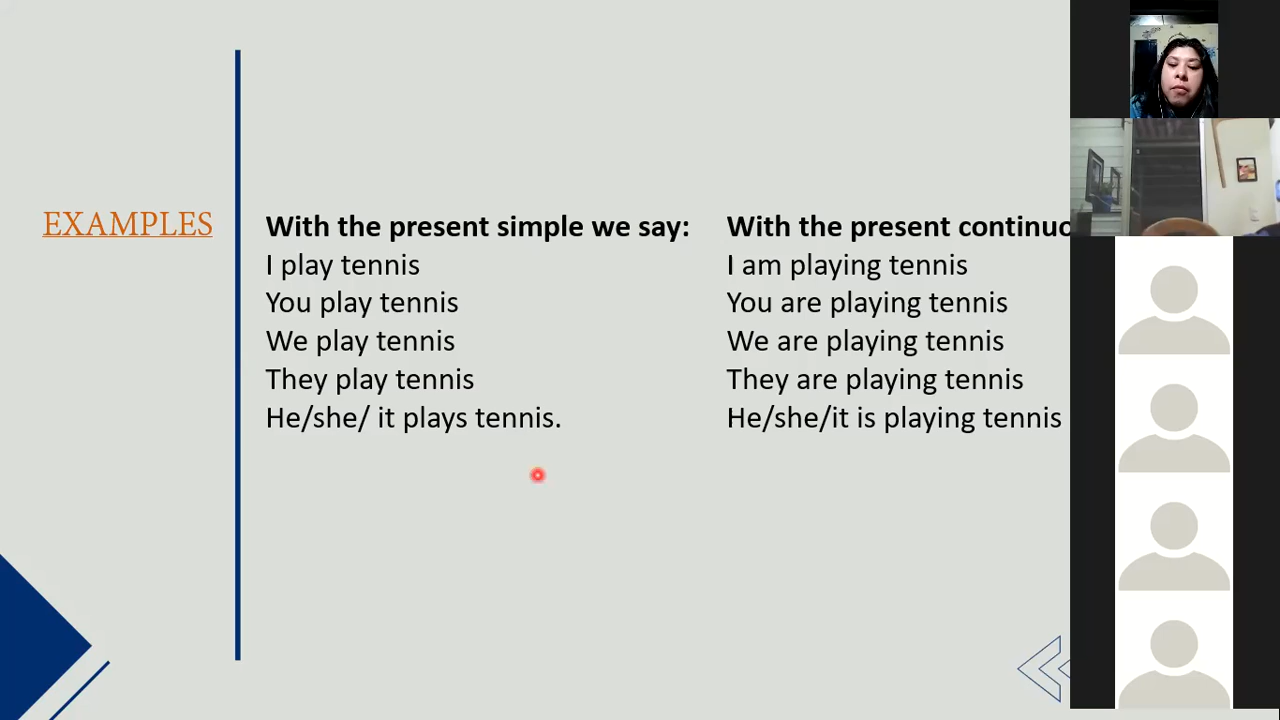 EXAMPLES
With the present simple we say:
I play tennis
You play tennis
We play tennis
They play tennis
He/she/ it plays tennis.
With the present
I am playing tennis
You are playing tennis
We are playing tennis
They are playing tennis
He/she/it is playing tennis